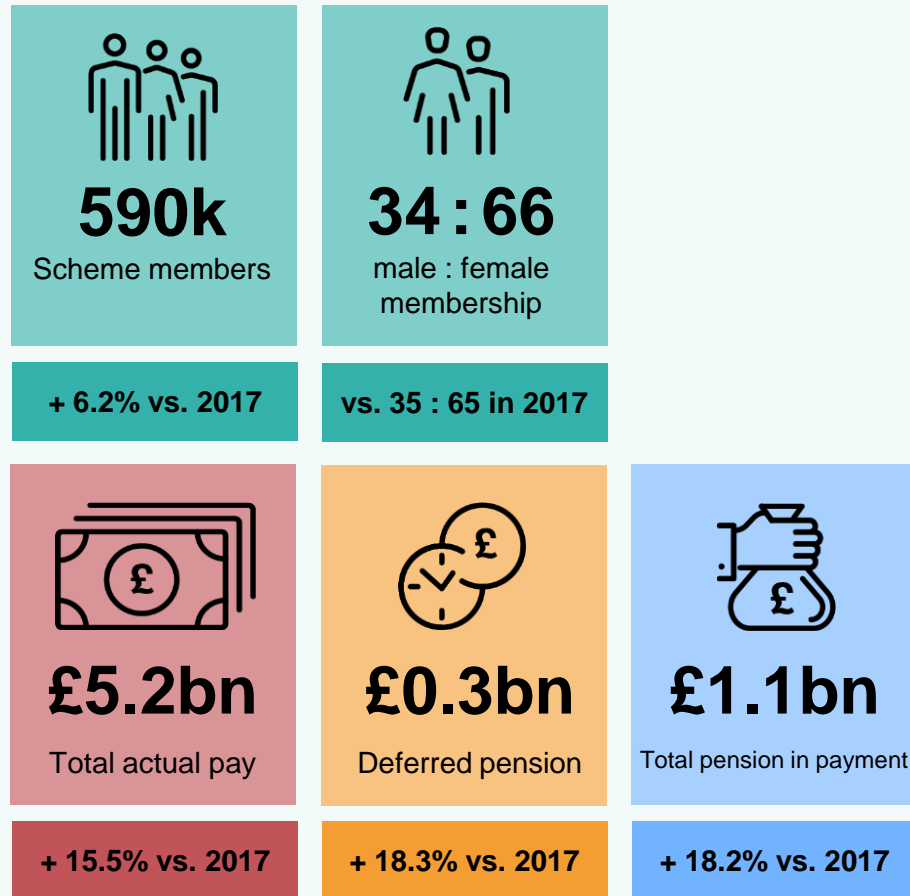 590k
Scheme members
+ 6.2% vs. 2017
34 : 66
male : female
membership
vs. 35 : 65 in 2017
£
£5.2bn
Total actual pay
+ 15.5% vs. 2017
£
£0.3bn
Deferred pension
+ 18.3% vs. 2017
£
£1.1bn
Total pension in payment
+ 18.2% vs. 2017